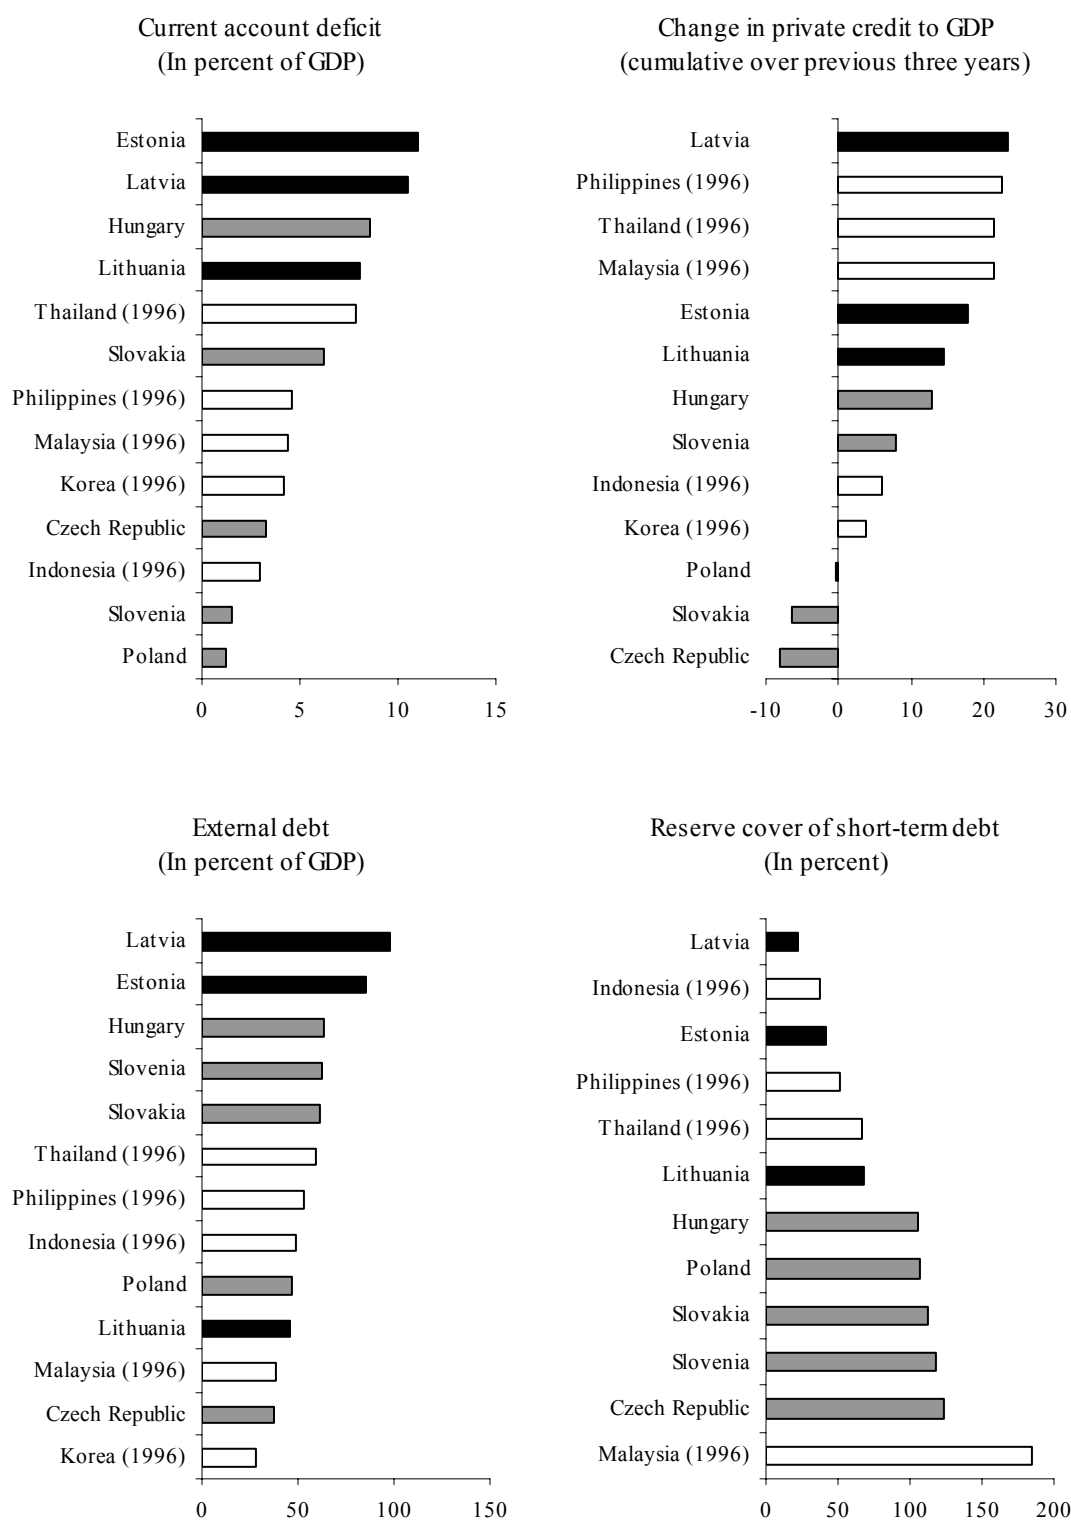 Current account deficit
(In percent of GDP)
Estonia
Latvia
Hungary
Lithuania
Thailand (1996)
Slovakia
Philippines (1996)
Malaysia (1996)
Korea (1996)
Czech Republic
Indonesia (1996)
Slovenia
Poland
0 5 10 15
Change in private credit to GDP
(cumulative over previous three years)
Latvia
Philippines (1996)
Thailand (1996)
Malaysia (1996)
Estonia
Lithuania
Hungary
Slovenia
Indonesia (1996)
Korea (1996)
Poland
Slovakia
Czech Republic
-10 0 10 22 30
External debt
(In percent of GDP)
Latvia
Estonia
Hungary
Slovenia
Slovakia
Thailand (1996)
Philippines (1996)
Indonesia (1996)
Poland
Lithuania
Malaysia (1996)
Czech Republic
Korea (1996)
0 50 100 150
Reserve cover of short-term debt
(In percent)
Latvia
Indonesia (1996)
Estonia
Philippines (1996)
Thailand (1996)
Lithuania
Hungary
Poland
Slovakia
Slovenia
Czech Republic
Malaysia (1996)
0 50 100 150 200